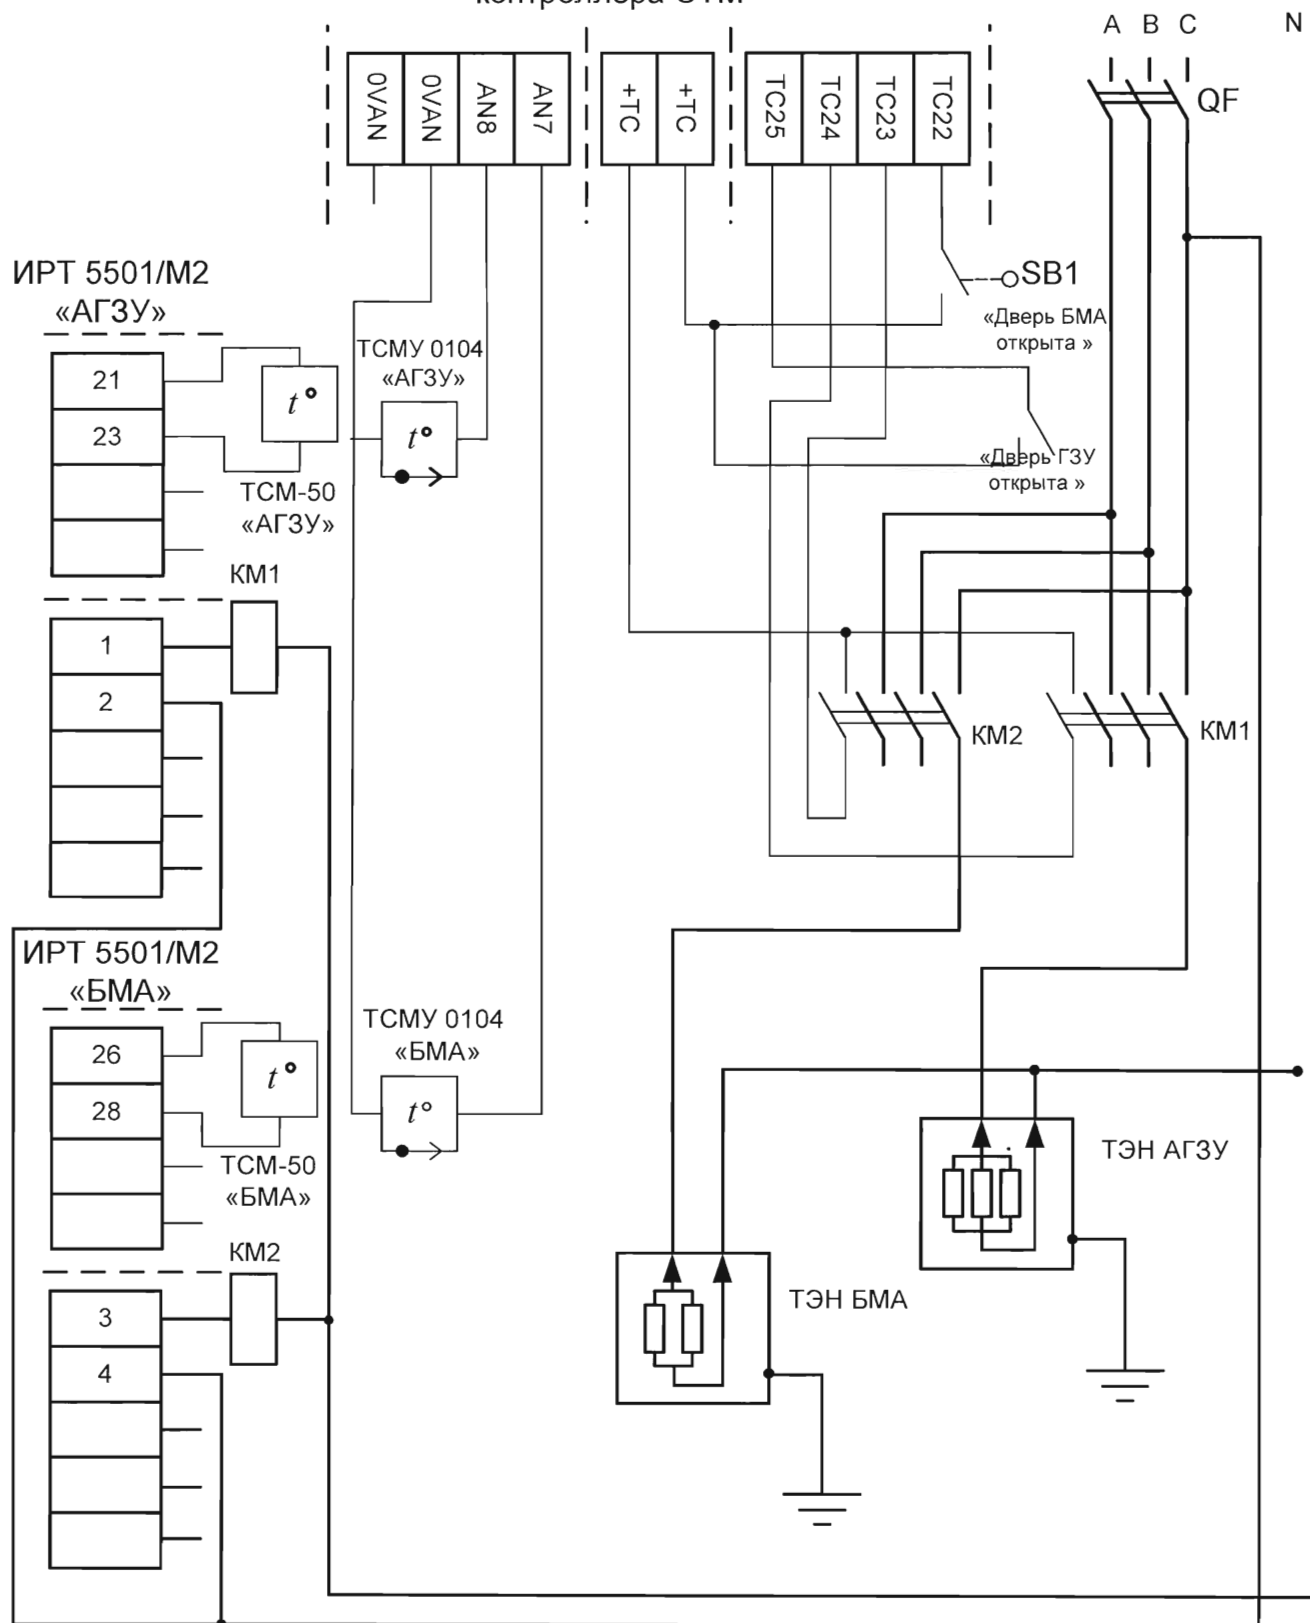 A B C N
0VAN
0VAN
AN8
AN7
+TC
+TC
TC25
TC24
TC23
TC22
QF
ИРТ 5501/М2
«АГЗУ»
21
23
t°
ТСМ-50
«АГЗУ»
ТСМУ 0104
«АГЗУ»
t°
SB1
«Дверь БМА
открыта »
«Дверь ГЗУ
открыта »
КМ1
1
2
КМ2
КМ1
ИРТ 5501/М2
«БМА»
26
28
t°
ТСМ-50
«БМА»
ТСМУ 0104
«БМА»
t°
ТЭН АГЗУ
КМ2
3
4
ТЭН БМА